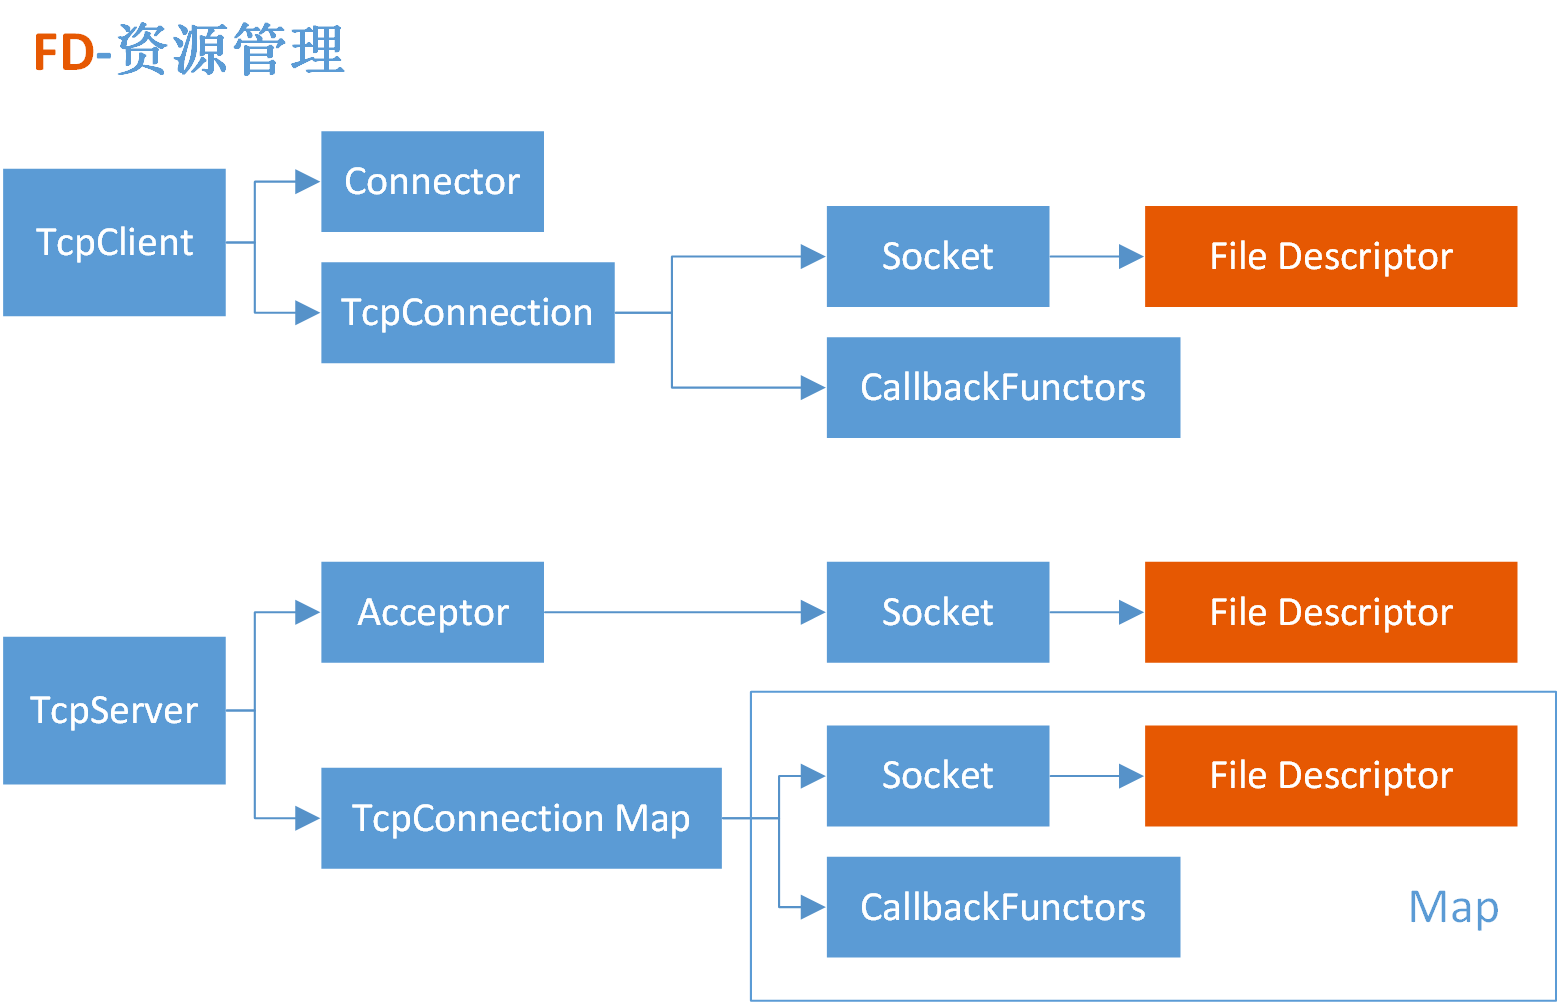 FD-资源管理
Connector
TcpClient
Socket
File Descriptor
TcpConnection
CallbackFunctors
Acceptor
Socket
File Descriptor
TcpServer
Socket
File Descriptor
TcpConnection Map
CallbackFunctors
Map